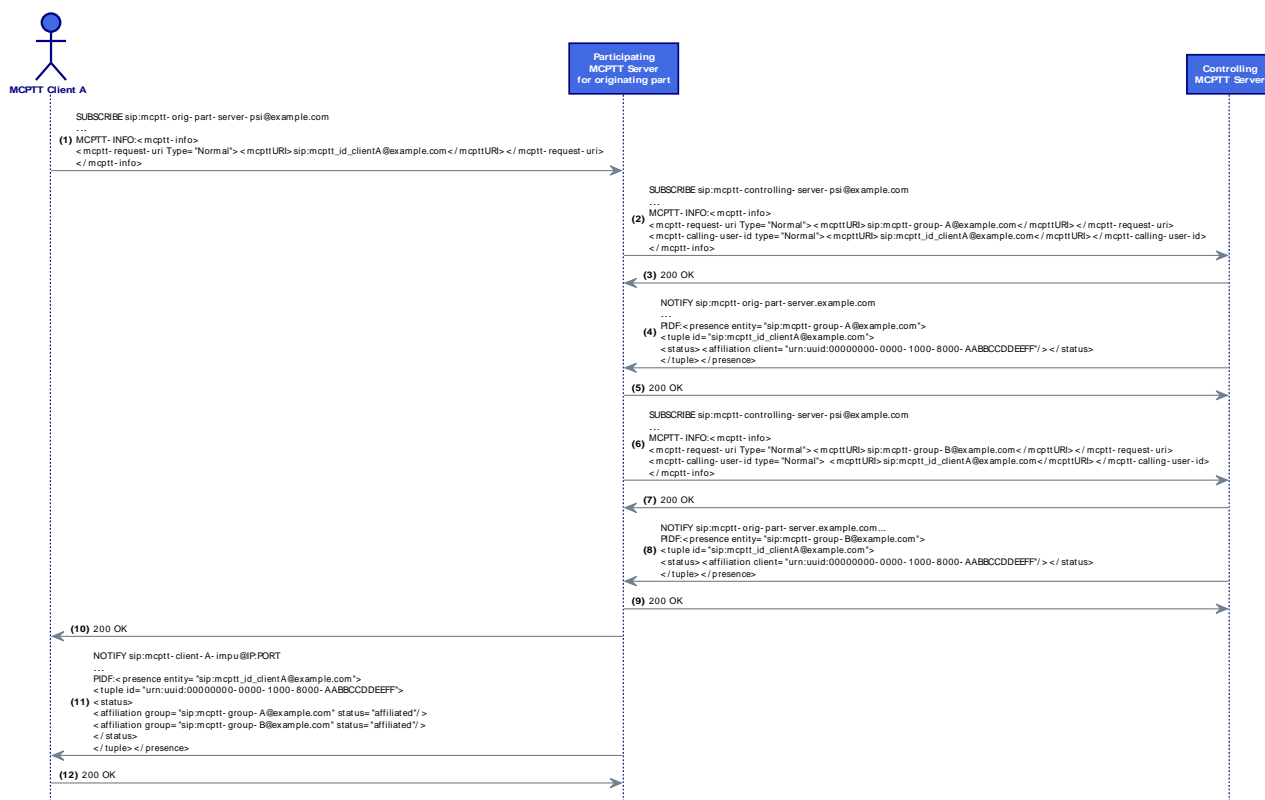 Participating
MCPTT Server
for originating part
Controlling
MCPTT Server
MCPTT Client A
SUBSCRIBE sip:mcptt-orig-part-server-psi@example.com
...
(1) MCPTT-INFO:<mcptt-info>
<mcptt-request-uri Type="Normal"><mcpttURI>sip:mcptt_id_clientA@example.com</mcpttURI></mcptt-request-uri>
</mcptt-info>
SUBSCRIBE sip:mcptt-controlling-server-psi@example.com
...
(2) MCPTT-INFO:<mcptt-info>
<mcptt-request-uri Type="Normal"><mcpttURI>sip:mcptt-group-A@example.com</mcpttURI></mcptt-request-uri>
<mcptt-calling-user-id type="Normal"><mcpttURI>sip:mcptt_id_clientA@example.com</mcpttURI></mcptt-calling-user-id>
</mcptt-info>
(3) 200 OK
NOTIFY sip:mcptt-orig-part-server.example.com
...
(4) PIDF:<presence entity="sip:mcptt-group-A@example.com">
<tuple id="sip:mcptt_id_clientA@example.com">
<status><affiliation client="urn:uuid:00000000-0000-1000-8000-AABBCCDDEEFF"/></status>
</tuple></presence>
(5) 200 OK
SUBSCRIBE sip:mcptt-controlling-server-psi@example.com
...
(6) MCPTT-INFO:<mcptt-info>
<mcptt-request-uri Type="Normal"><mcpttURI>sip:mcptt-group-B@example.com</mcpttURI></mcptt-request-uri>
<mcptt-calling-user-id type="Normal"> <mcpttURI>sip:mcptt_id_clientA@example.com</mcpttURI></mcptt-calling-user-id>
</mcptt-info>
(7) 200 OK
NOTIFY sip:mcptt-orig-part-server.example.com...
PIDF:<presence entity="sip:mcptt-group-B@example.com">
(8) <tuple id="sip:mcptt_id_clientA@example.com">
<status><affiliation client="urn:uuid:00000000-0000-1000-8000-AABBCCDDEEFF"/></status>
</tuple></presence>
(9) 200 OK
(10) 200 OK
NOTIFY sip:mcptt-client-A-impu@IP:PORT
...
PIDF:<presence entity="sip:mcptt_id_clientA@example.com">
<tuple id="urn:uuid:00000000-0000-1000-8000-AABBCCDDEEFF">
(11) <status>
<affiliation group="sip:mcptt-group-A@example.com" status="affiliated"/>
<affiliation group="sip:mcptt-group-B@example.com" status="affiliated"/>
</status>
</tuple></presence>
(12) 200 OK